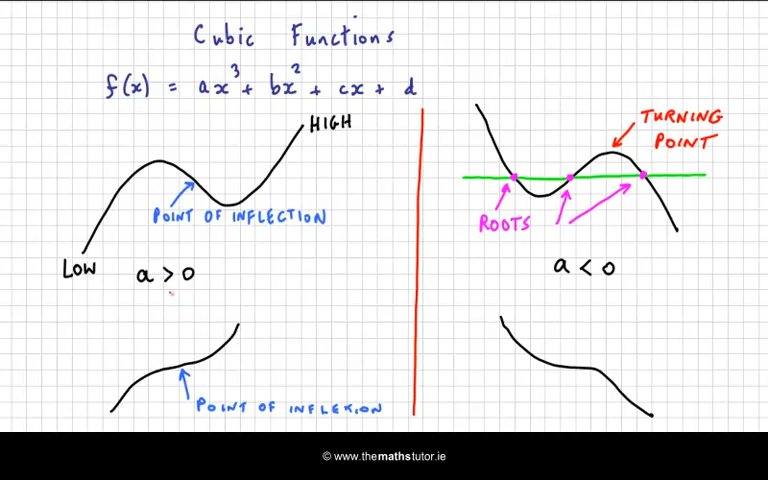 Cubic Functions
f(x) = ax³ + bx² + cx + d
HIGH
POINT OF INFLECTION
LOW
a > 0
POINT OF INFLEXION
TURNING
POINT
ROOTS
a < 0
© www.themathstutor.ie